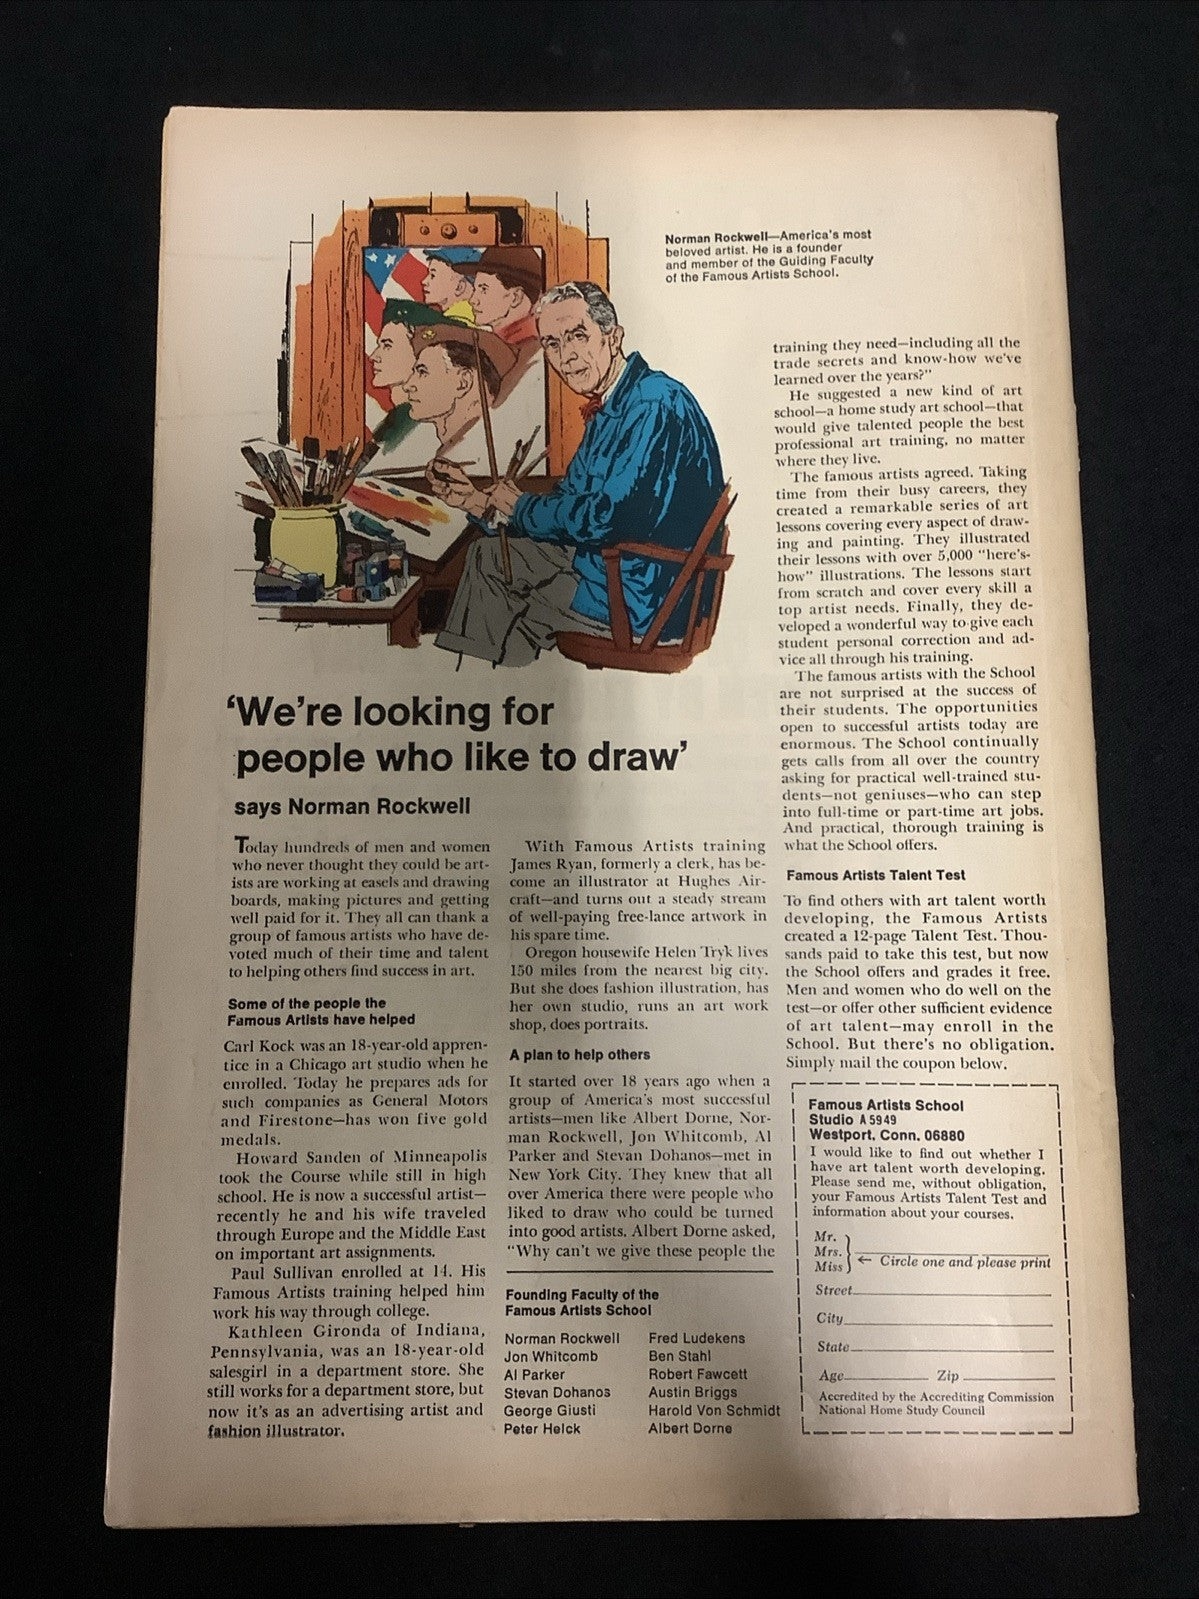 Norman Rockwell—America's most
beloved artist. He is a founder
and member of the Guiding Faculty
of the Famous Artists School.
'We're looking for
people who like to draw'
says Norman Rockwell
Today hundreds of men and women
who never thought they could be art-
ists are working at easels and drawing
boards, making pictures and getting
well paid for it. They all can thank a
group of famous artists who have de-
voted much of their time and talent
to helping others find success in art.
Some of the people the
Famous Artists have helped
Carl Kock was an 18-year-old appren-
tice in a Chicago art studio when he
enrolled. Today he prepares ads for
such companies as General Motors
and Firestone—has won five gold
medals.
Howard Sanden of Minneapolis
took the Course while still in high
school. He is now a successful artist—
recently he and his wife traveled
through Europe and the Middle East
on important art assignments.
Paul Sullivan enrolled at 14. His
Famous Artists training helped him
work his way through college.
Kathleen Gironda of Indiana,
Pennsylvania, was an 18-year-old
salesgirl in a department store. She
still works for a department store, but
now it's as an advertising artist and
fashion illustrator.
With Famous Artists training
James Ryan, formerly a clerk, has be-
come an illustrator at Hughes Air-
craft—and turns out a steady stream
of well-paying free-lance artwork in
his spare time.
Oregon housewife Helen Tryk lives
150 miles from the nearest big city.
But she does fashion illustration, has
her own studio, runs an art work
shop, does portraits.
A plan to help others
It started over 18 years ago when a
group of America's most successful
artists—men like Albert Dorne, Nor-
man Rockwell, Jon Whitcomb, Al
Parker and Stevan Dohanos—met in
New York City. They knew that all
over America there were people who
liked to draw who could be turned
into good artists. Albert Dorne asked,
"Why can't we give these people the
Founding Faculty of the
Famous Artists School
Norman Rockwell
Jon Whitcomb
Al Parker
Stevan Dohanos
George Giusti
Peter Helck
Fred Ludekens
Ben Stahl
Robert Fawcett
Austin Briggs
Harold Von Schmidt
Albert Dorne
training they need—including all the
trade secrets and know-how we've
learned over the years?"
He suggested a new kind of art
school—a home study art school—that
would give talented people the best
professional art training, no matter
where they live.
The famous artists agreed. Taking
time from their busy careers, they
created a remarkable series of art
lessons covering every aspect of draw-
ing and painting. They illustrated
their lessons with over 5,000 "here's-
how" illustrations. The lessons start
from scratch and cover every skill a
top artist needs. Finally, they de-
veloped a wonderful way to give each
student personal correction and ad-
vice all through his training.
The famous artists with the School
are not surprised at the success of
their students. The opportunities
open to successful artists today are
enormous. The School continually
gets calls from all over the country
asking for practical well-trained stu-
dents—not geniuses—who can step
into full-time or part-time art jobs.
And practical, thorough training is
what the School offers.
Famous Artists Talent Test
To find others with art talent worth
developing, the Famous Artists
created a 12-page Talent Test. Thou-
sands paid to take this test, but now
the School offers and grades it free.
Men and women who do well on the
test—or offer other sufficient evidence
of art talent—may enroll in the
School. But there's no obligation.
Simply mail the coupon below.
Famous Artists School
Studio A5949
Westport, Conn. 06880
I would like to find out whether I
have art talent worth developing.
Please send me, without obligation,
your Famous Artists Talent Test and
information about your courses.
Mr.
Mrs.
Miss ← Circle one and please print
Street
City
State
Age Zip
Accredited by the Accrediting Commission
National Home Study Council